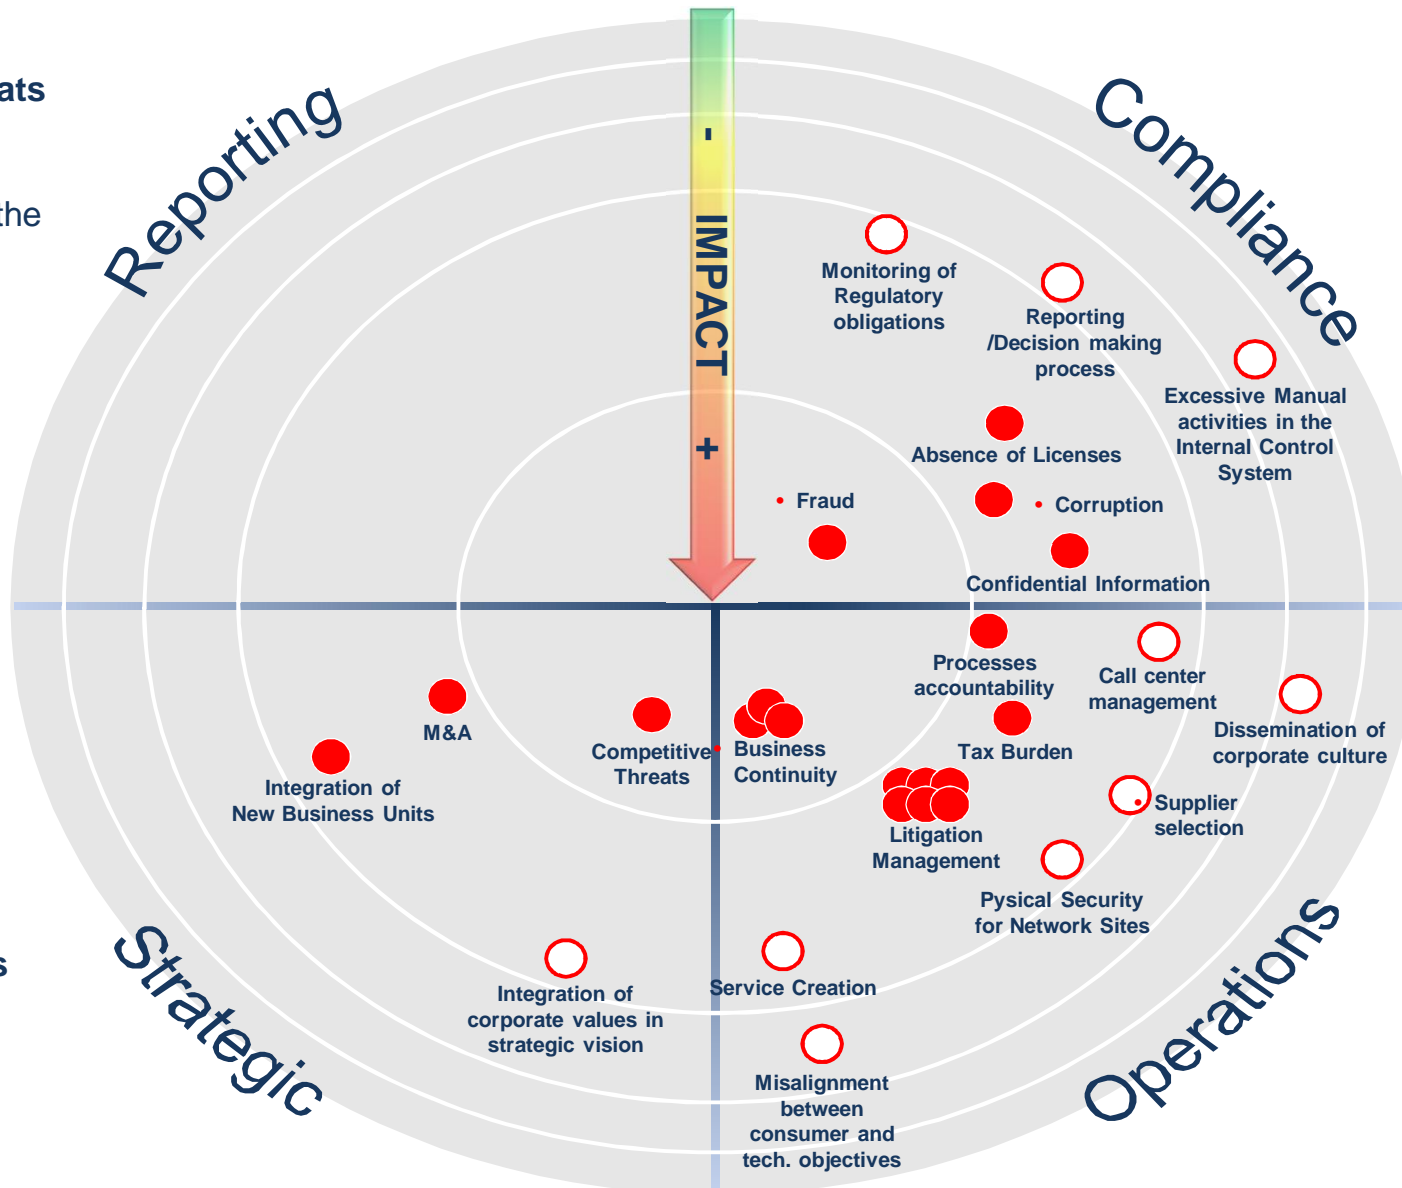 ats
the
s
Reporting
Compliance
- IMPACT +
Monitoring of
Regulatory
obligations
Reporting
/Decision making
process
Excessive Manual
activities in the
Internal Control
System
Absence of Licenses
• Fraud
• Corruption
Confidential Information
Processes
accountability
Call center
management
Dissemination of
corporate culture
M&A
Competitive
Threats
• Business
Continuity
Tax Burden
Integration of
New Business Units
Litigation
Management
• Supplier
selection
Pysical Security
for Network Sites
Integration of
corporate values in
strategic vision
Service Creation
Misalignment
between
consumer and
tech. objectives
Strategic
Operations